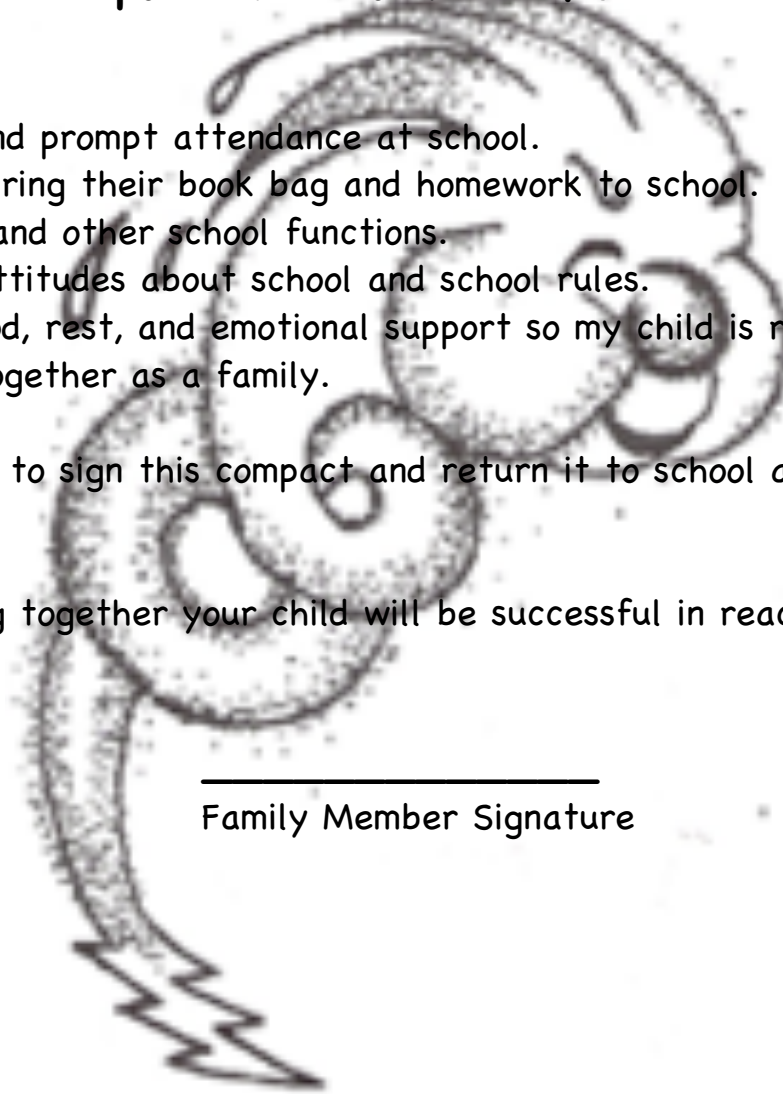 nd prompt attendance at school.
ring their book bag and homework to school.
and other school functions.
ttitudes about school and school rules.
d, rest, and emotional support so my child is
ogether as a family.
to sign this compact and return it to school
g together your child will be successful in read
Family Member Signature